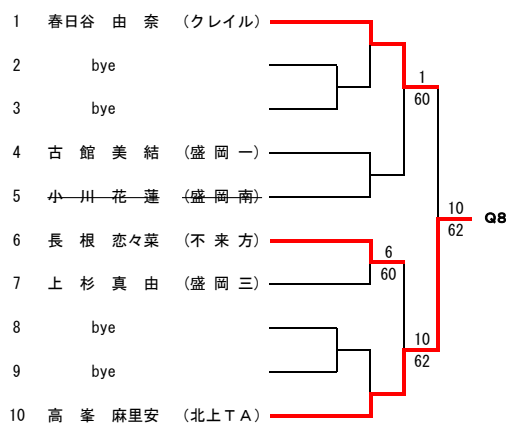 1 春日谷 由 奈 (クレイル)
2 bye
3 bye
1
60
4 古 館 美 結 (盛 岡 一)
5 小 川 花 蓮 (盛 岡 南)
10
62
Q8
6 長 根 恋々菜 (不 来 方)
6
60
7 上 杉 真 由 (盛 岡 三)
8 bye
10
62
9 bye
10 高 峯 麻里安 (北上TA)